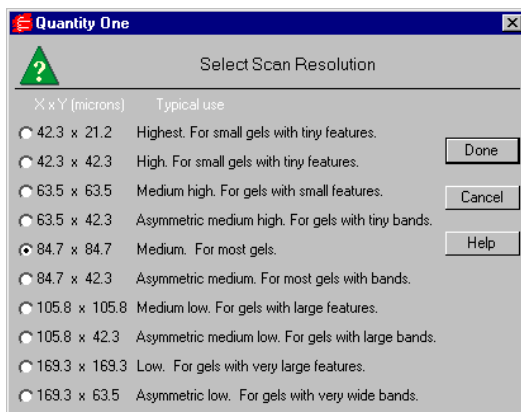 Quantity One
?
Select Scan Resolution
X x Y (microns) Typical use
42.3 x 21.2 Highest. For small gels with tiny features.
42.3 x 42.3 High. For small gels with tiny features.
63.5 x 63.5 Medium high. For gels with small features.
63.5 x 42.3 Asymmetric medium high. For gels with tiny bands.
84.7 x 84.7 Medium. For most gels.
84.7 x 42.3 Asymmetric medium. For most gels with bands.
105.8 x 105.8 Medium low. For gels with large features.
105.8 x 42.3 Asymmetric medium low. For gels with large bands.
169.3 x 169.3 Low. For gels with very large features.
169.3 x 63.5 Asymmetric low. For gels with very wide bands.
Done
Cancel
Help